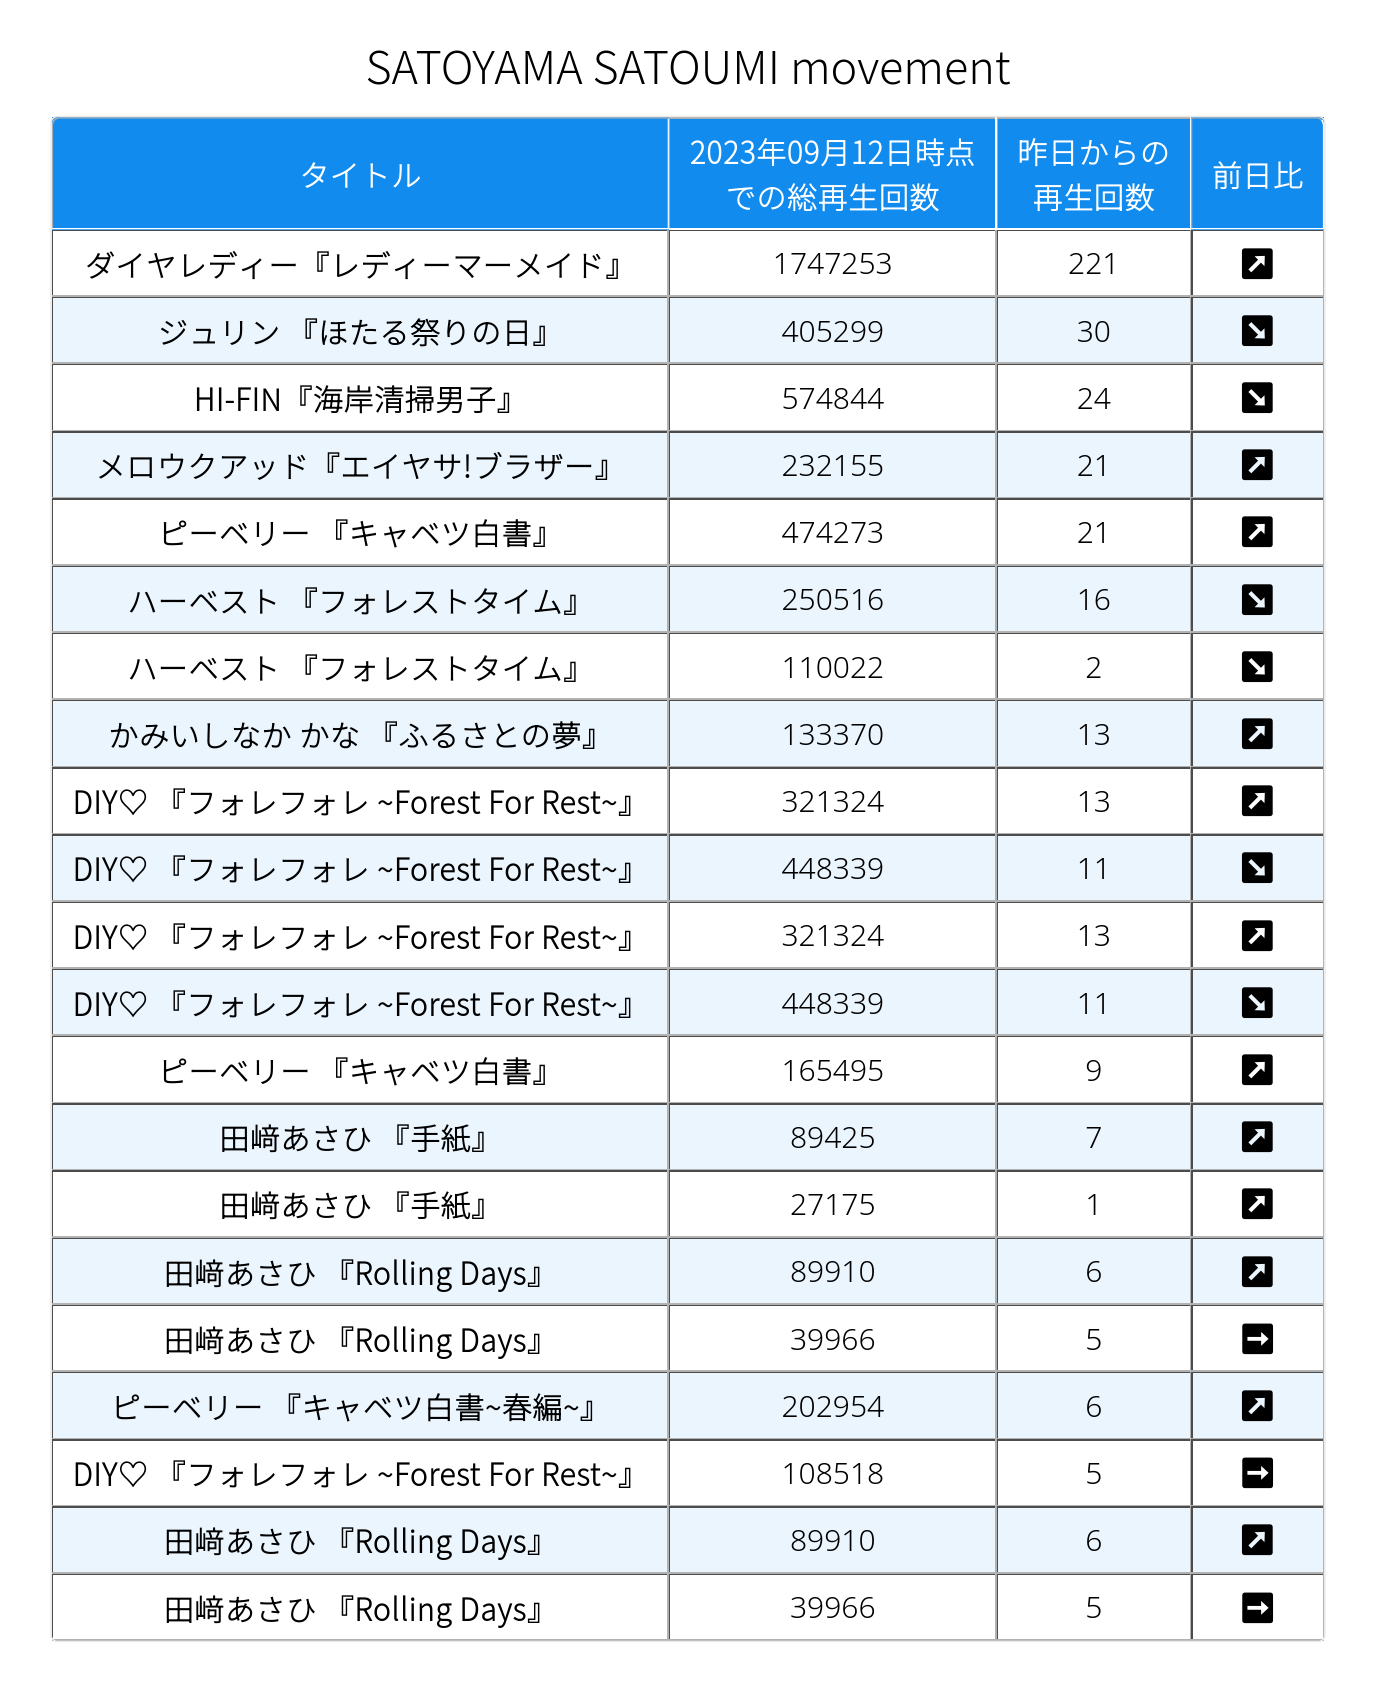 SATOYAMA SATOUMI movement
タイトル 2023年09月12日時点での総再生回数 昨日からの再生回数 前日比
ダイヤレディー『レディーマーメイド』 1747253 221 ↗
ジュリン 『ほたる祭りの日』 405299 30 ↘
HI-FIN『海岸清掃男子』 574844 24 ↘
メロウクアッド『エイヤサ!ブラザー』 232155 21 ↗
ピーベリー 『キャベツ白書』 474273 21 ↗
ハーベスト 『フォレストタイム』 250516 16 ↘
ハーベスト 『フォレストタイム』 110022 2 ↘
かみいしなか かな 『ふるさとの夢』 133370 13 ↗
DIY♡ 『フォレフォレ ~Forest For Rest~』 321324 13 ↗
DIY♡ 『フォレフォレ ~Forest For Rest~』 448339 11 ↘
DIY♡ 『フォレフォレ ~Forest For Rest~』 321324 13 ↗
DIY♡ 『フォレフォレ ~Forest For Rest~』 448339 11 ↘
ピーベリー 『キャベツ白書』 165495 9 ↗
田﨑あさひ 『手紙』 89425 7 ↗
田﨑あさひ 『手紙』 27175 1 ↗
田﨑あさひ 『Rolling Days』 89910 6 ↗
田﨑あさひ 『Rolling Days』 39966 5 →
ピーベリー 『キャベツ白書~春編~』 202954 6 ↗
DIY♡ 『フォレフォレ ~Forest For Rest~』 108518 5 →
田﨑あさひ 『Rolling Days』 89910 6 ↗
田﨑あさひ 『Rolling Days』 39966 5 →